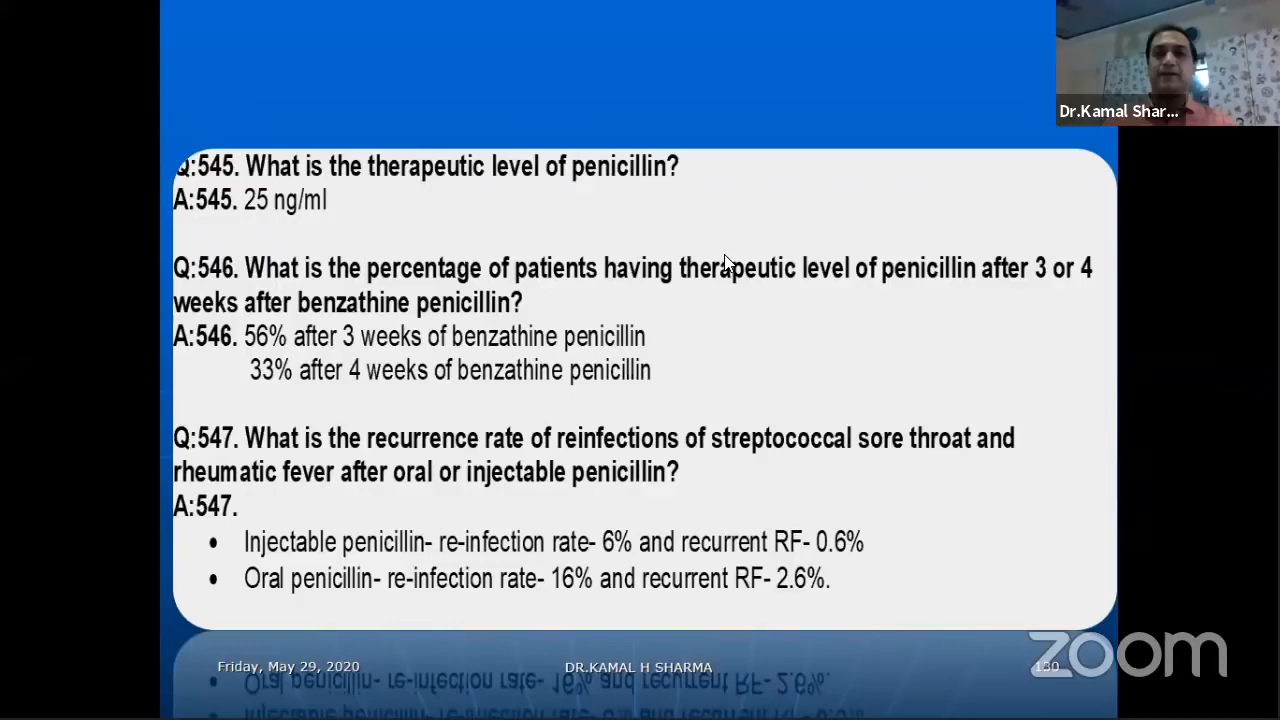 Dr.Kamal Shar...
Q:545. What is the therapeutic level of penicillin?
A:545. 25 ng/ml
Q:546. What is the percentage of patients having therapeutic level of penicillin after 3 or 4
weeks after benzathine penicillin?
A:546. 56% after 3 weeks of benzathine penicillin
33% after 4 weeks of benzathine penicillin
Q:547. What is the recurrence rate of reinfections of streptococcal sore throat and
rheumatic fever after oral or injectable penicillin?
A:547.
• Injectable penicillin- re-infection rate- 6% and recurrent RF- 0.6%
• Oral penicillin- re-infection rate- 16% and recurrent RF- 2.6%.
Friday, May 29, 2020
DR.KAMAL H SHARMA
130
zoom